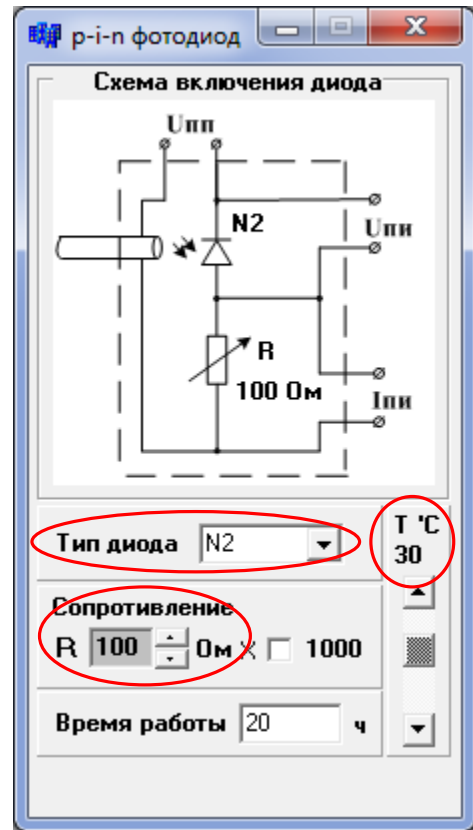 p-i-n фотодиод
Схема включения диода
Uпп
N2
Uпи
R
100 Ом
Iпи
Тип диода N2
T 'C
30
Сопротивление
R 100 Ом X 1000
Время работы 20 ч